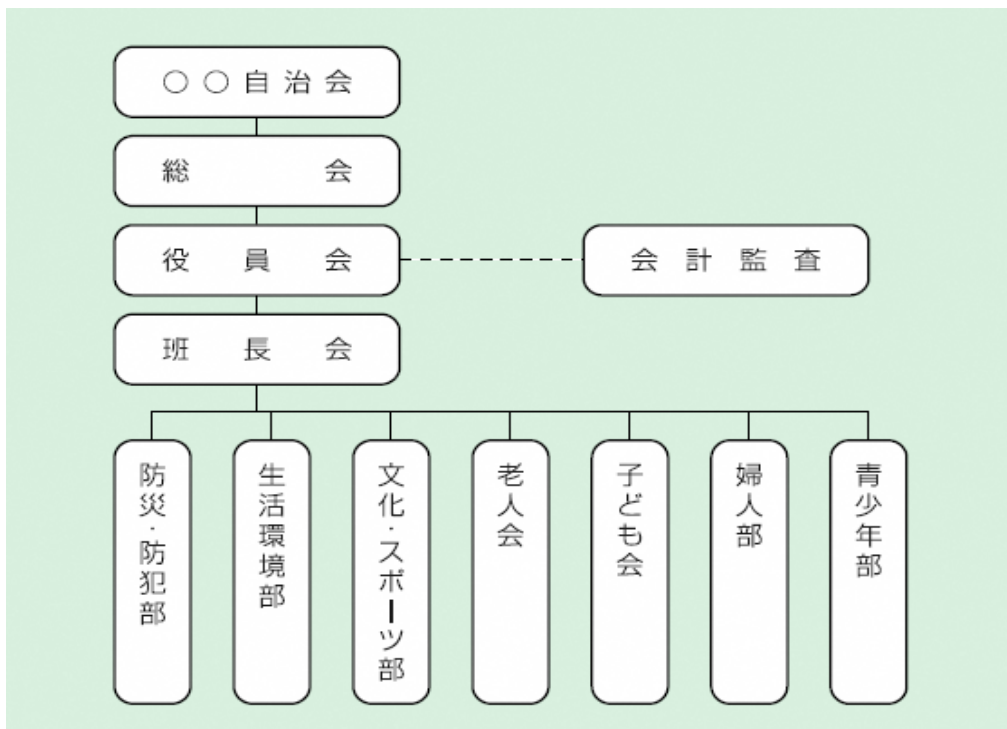 ○○自治会
総会
役員会
会計監査
班長会
防災・防犯部
生活環境部
文化・スポーツ部
老人会
子ども会
婦人部
青少年部